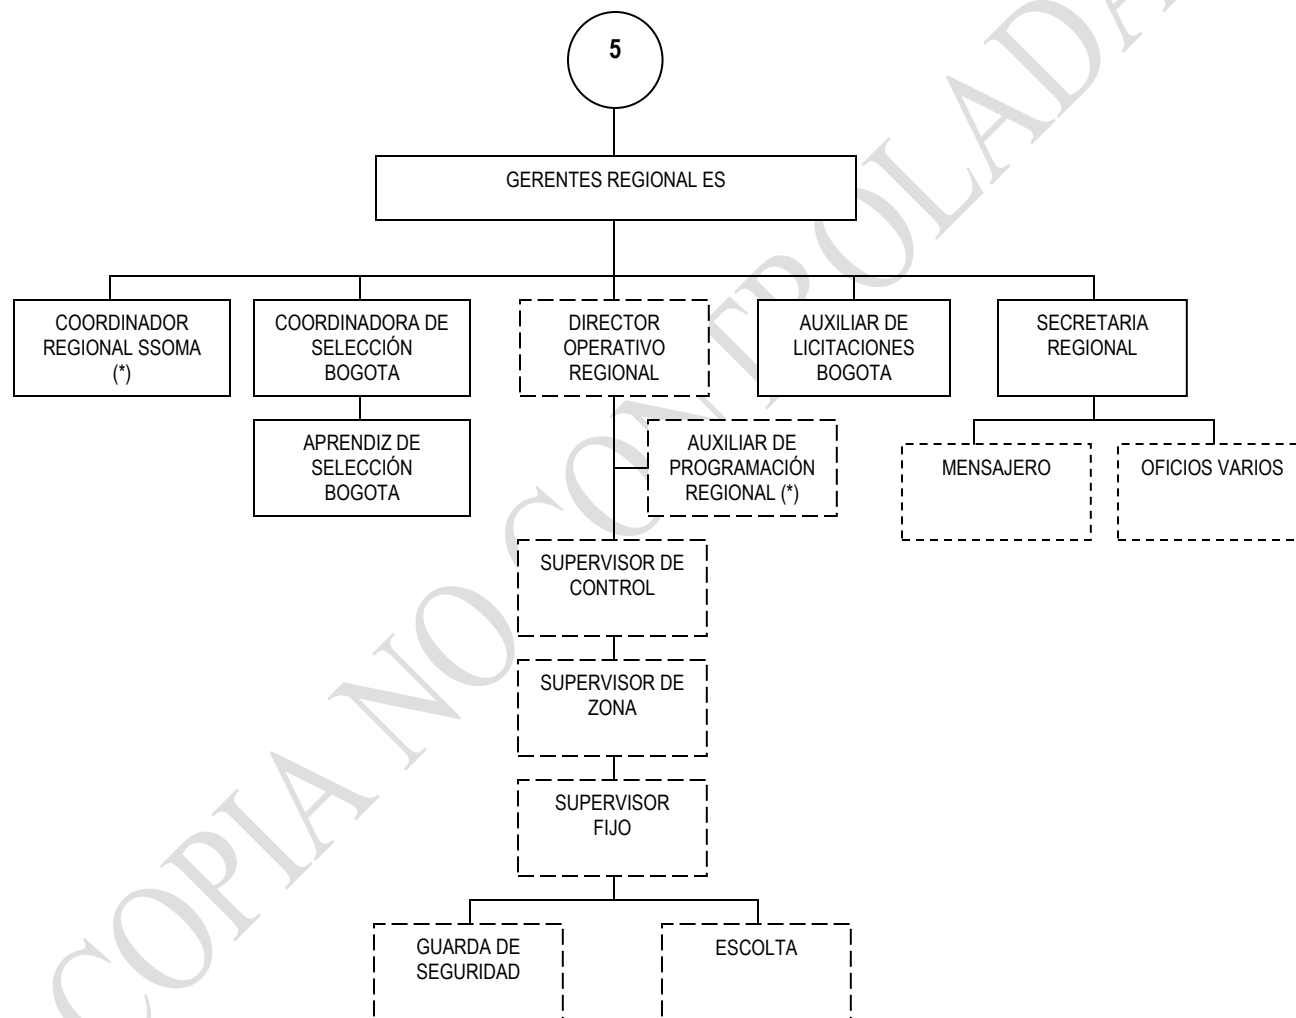 5
GERENTES REGIONAL ES
COORDINADOR
REGIONAL SSOMA
(*)
COORDINADORA DE
SELECCIÓN
BOGOTA
DIRECTOR
OPERATIVO
REGIONAL
AUXILIAR DE
LICITACIONES
BOGOTA
SECRETARIA
REGIONAL
APRENDIZ DE
SELECCIÓN
BOGOTA
AUXILIAR DE
PROGRAMACIÓN
REGIONAL (*)
MENSAJERO
OFICIOS VARIOS
SUPERVISOR DE
CONTROL
SUPERVISOR DE
ZONA
SUPERVISOR
FIJO
GUARDA DE
SEGURIDAD
ESCOLTA
COPIA NO CONTROLADA